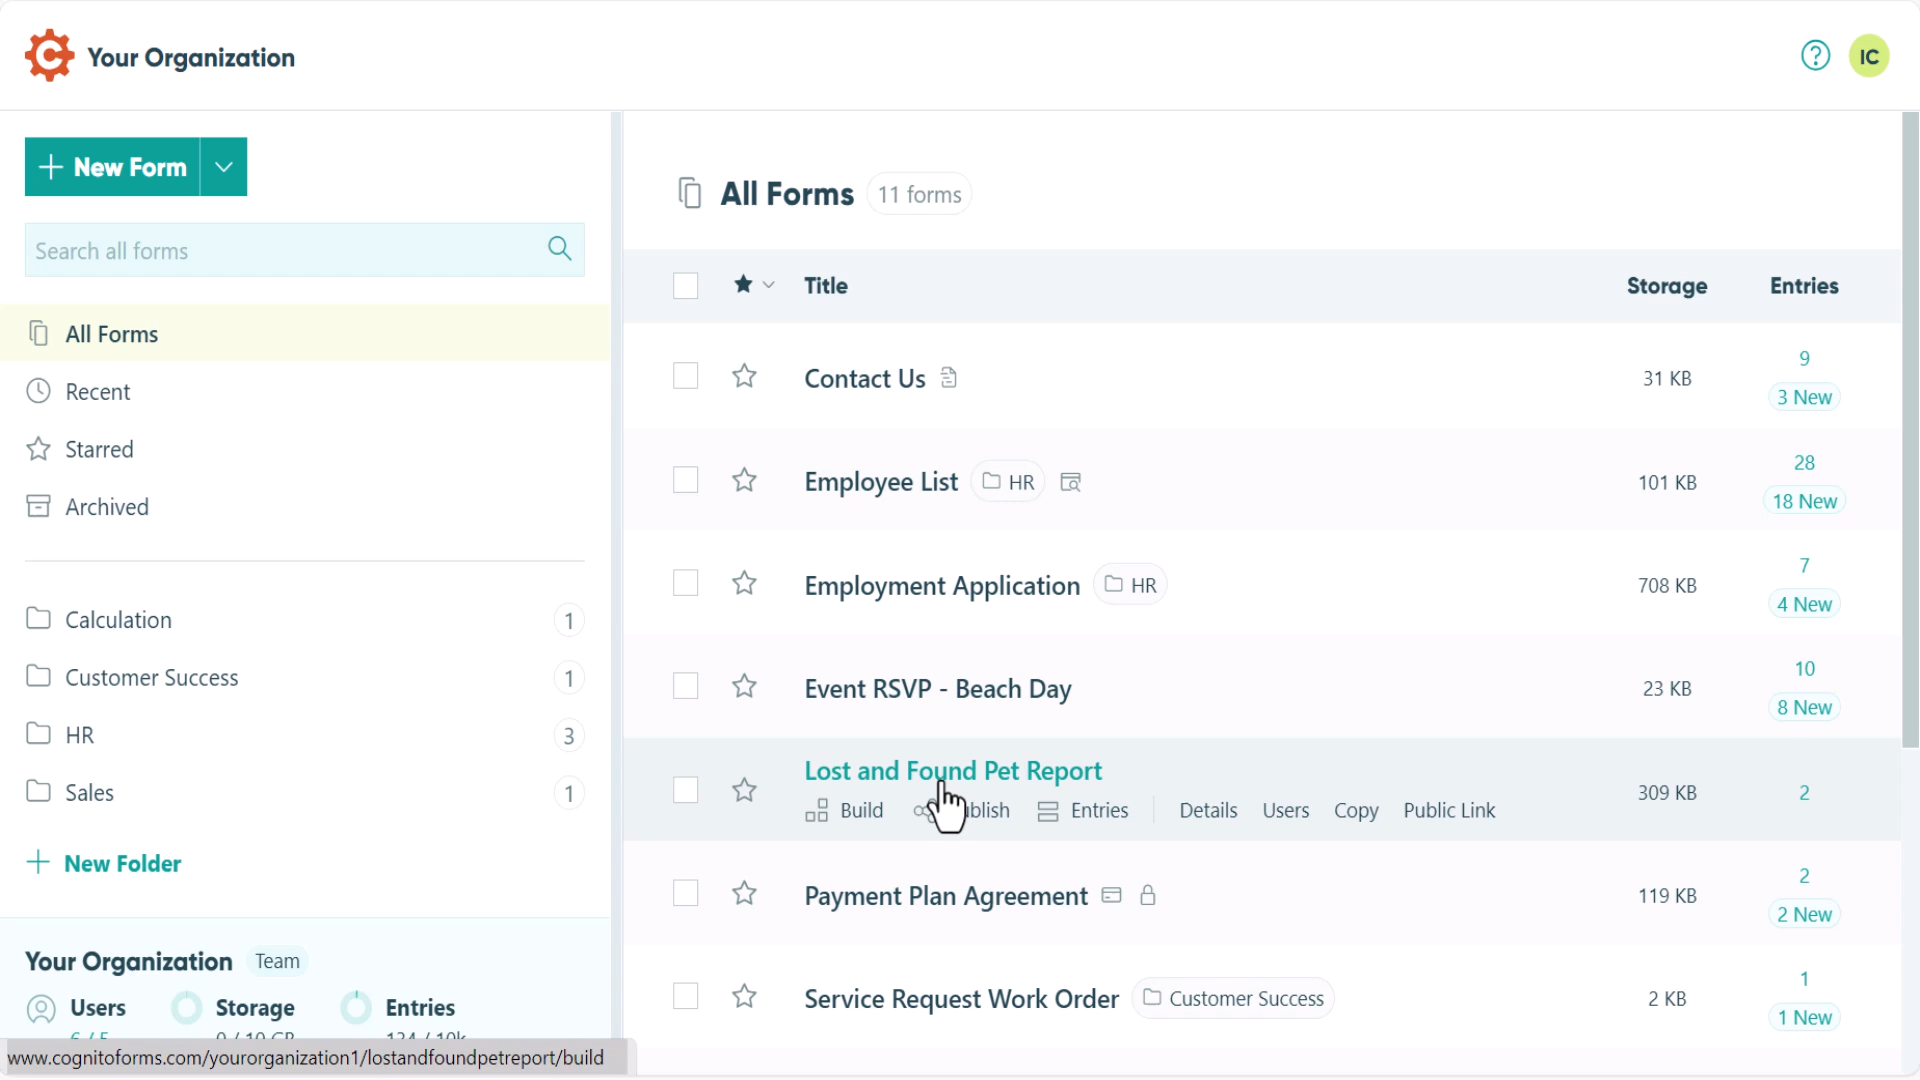 Your Organization
IC
New Form
Search all forms
All Forms
Recent
Starred
Archived
Calculation 1
Customer Success 1
HR 3
Sales 1
New Folder
Your Organization Team
Users Storage Entries
www.cognitoforms.com/yourorganization1/lostandfoundpetreport/build
All Forms 11 forms
Title Storage Entries
Contact Us 31 KB 9
3 New
Employee List HR 101 KB 28
18 New
Employment Application HR 708 KB 7
4 New
Event RSVP - Beach Day 23 KB 10
8 New
Lost and Found Pet Report 309 KB 2
Build Entries Details Users Copy Public Link
Payment Plan Agreement 119 KB 2
2 New
Service Request Work Order Customer Success 2 KB 1
1 New